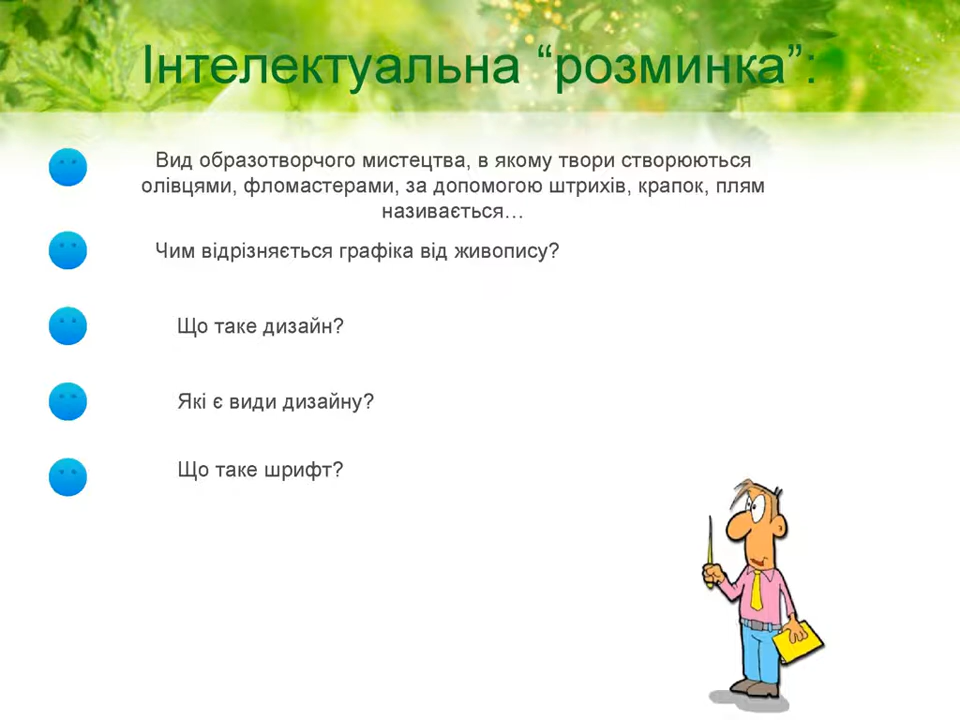 Інтелектуальна “розминка”:
Вид образотворчого мистецтва, в якому твори створюються
олівцями, фломастерами, за допомогою штрихів, крапок, плям
називається…
Чим відрізняється графіка від живопису?
Що таке дизайн?
Які є види дизайну?
Що таке шрифт?